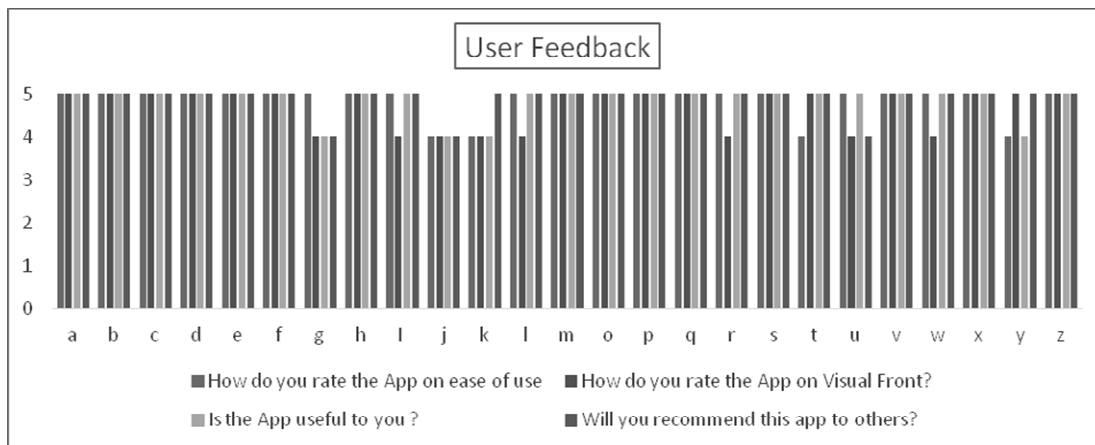 User Feedback
5
4
3
2
1
0
a b c d e f g h I j k l m o p q r s t u v w x y z
How do you rate the App on ease of use How do you rate the App on Visual Front?
Is the App useful to you ? Will you recommend this app to others?